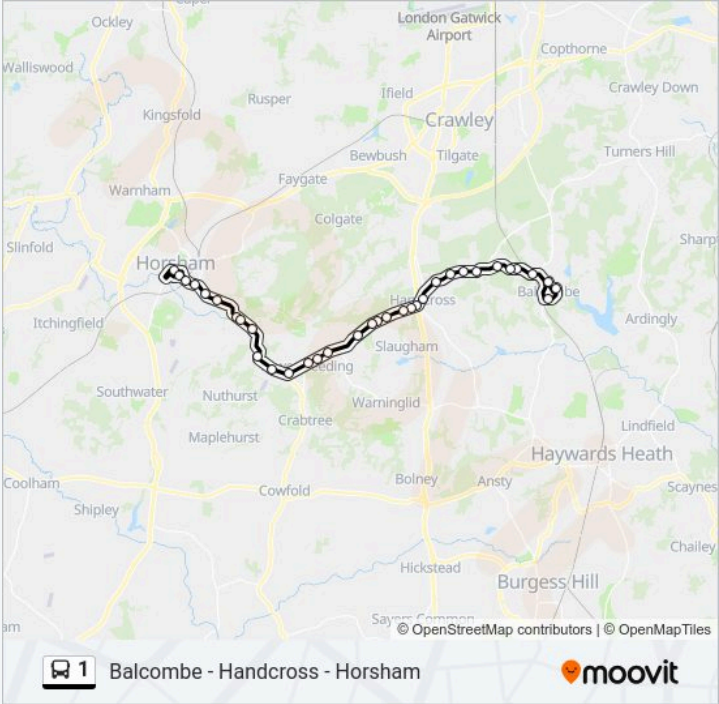 Ockley
London Gatwick
Airport
Copthorne
Walliswood
Crawley Down
Rusper
Ifield
Kingsfold
Crawley
Bewbush
Tilgate
Turners Hill
Faygate
Warnham
Colgate
Slinfold
Horsham
Itchingfield
Ardingly
Slaugham
Southwater
Nuthurst
Warninglid
Crabtree
Lindfield
Maplehurst
Haywards Heath
Coolham
Cowfold
Bolney
Ansty
Scaynes
Shipley
Chailey
Hickstead
Burgess Hill
© OpenStreetMap contributors | © OpenMapTiles
1 Balcombe - Handcross - Horsham
moovit